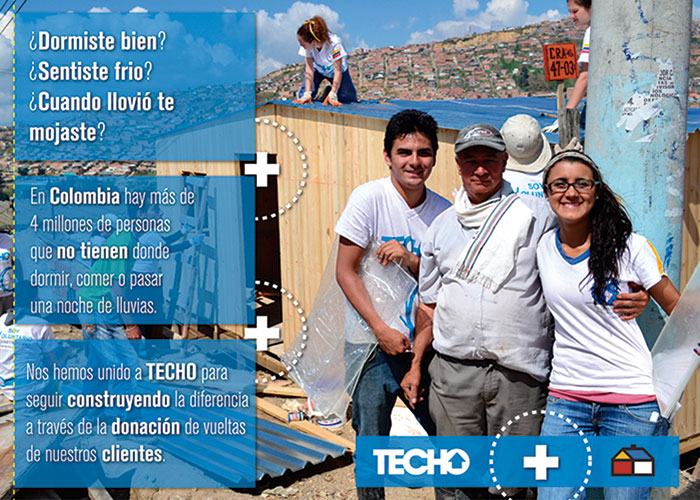 ¿Dormiste bien?
¿Sentiste frio?
¿Cuando llovió te
mojaste?
En Colombia hay más de
4 millones de personas
que no tienen donde
dormir, comer o pasar
una noche de lluvias.
Nos hemos unido a TECHO para
seguir construyendo la diferencia
a través de la donación de vueltas
de nuestros clientes.
TECHO
+
47-03